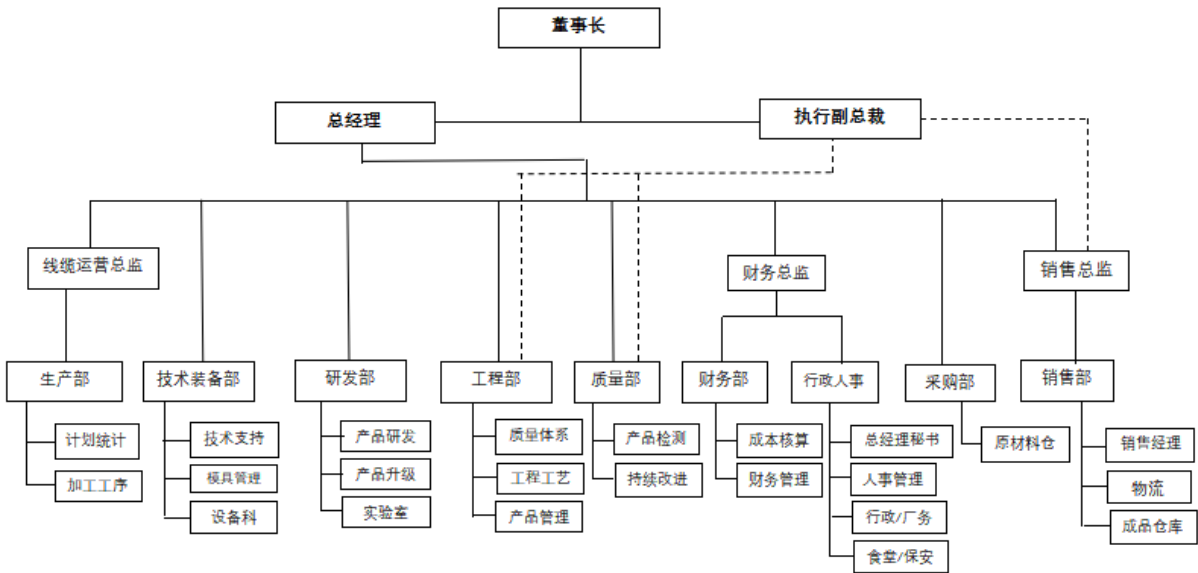 董事长
总经理
执行副总裁
线缆运营总监
财务总监
销售总监
生产部
技术装备部
研发部
工程部
质量部
财务部
行政人事
采购部
销售部
计划统计
加工工序
技术支持
模具管理
设备科
产品研发
产品升级
实验室
质量体系
工程工艺
产品管理
产品检测
持续改进
成本核算
财务管理
总经理秘书
人事管理
行政/厂务
食堂/保安
原材料仓
销售经理
物流
成品仓库